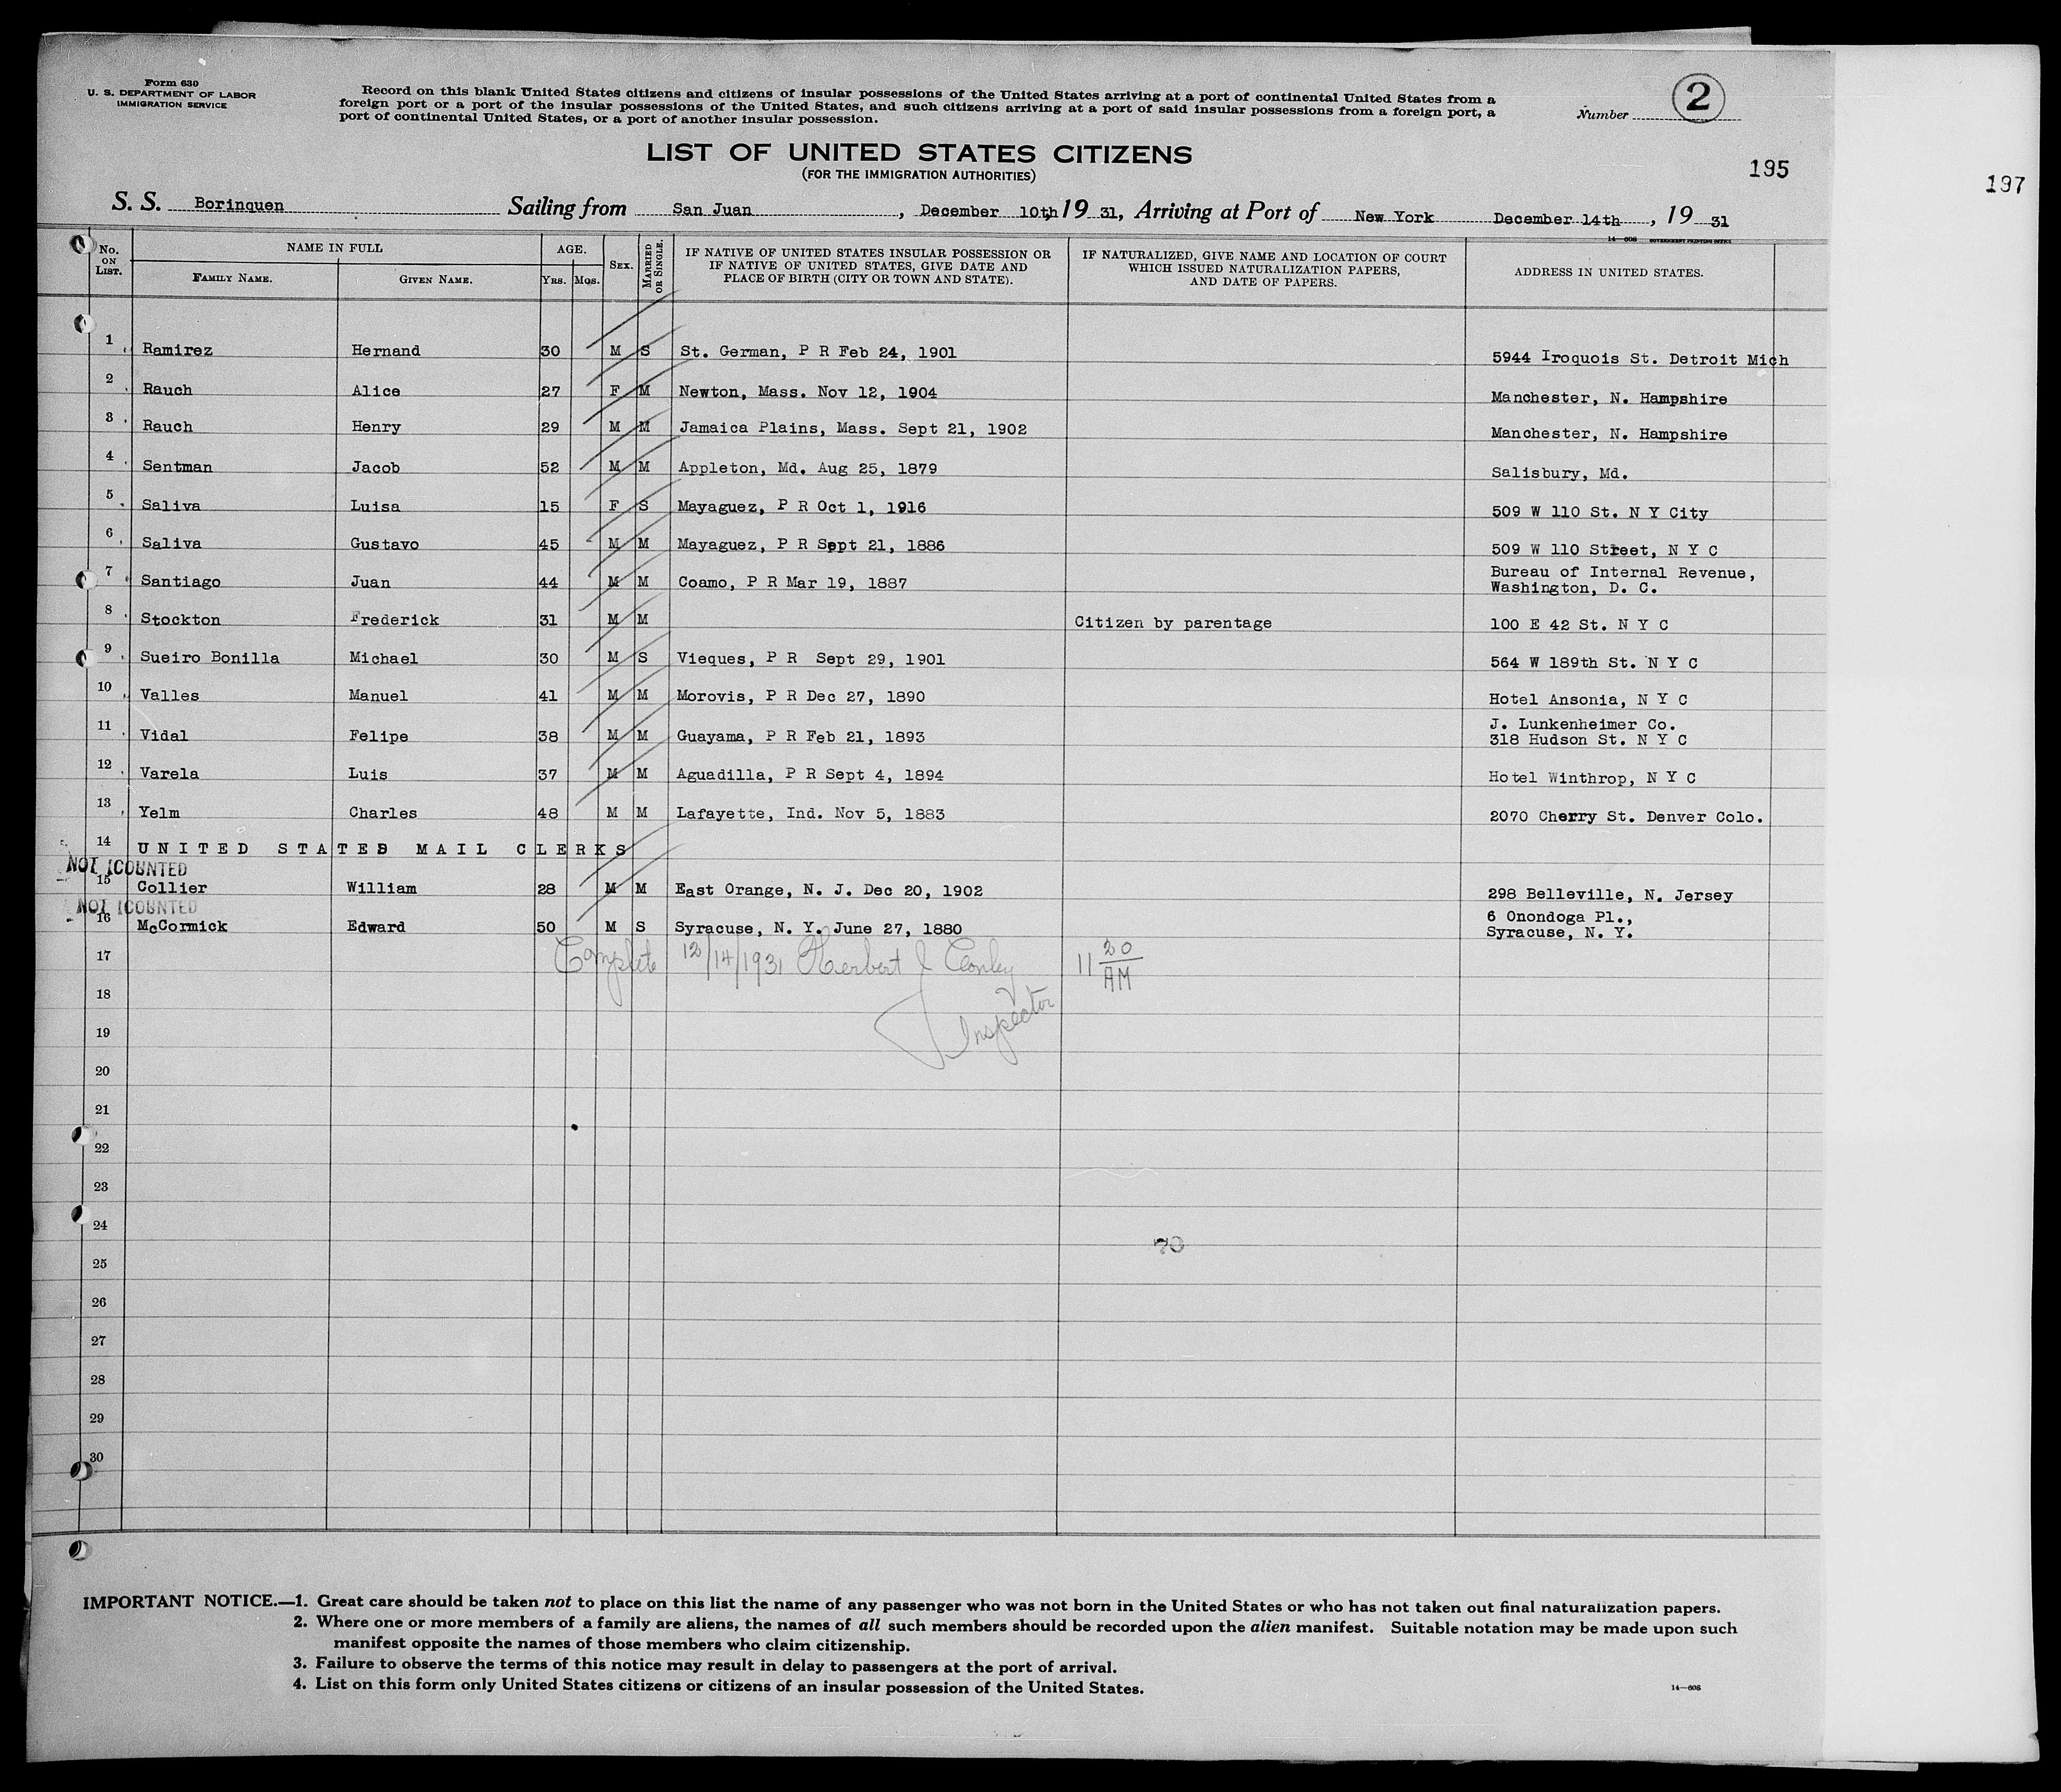 Form 630
U. S. DEPARTMENT OF LABOR
IMMIGRATION SERVICE
Record on this blank United States citizens and citizens of insular possessions of the United States arriving at a port of continental United States from a
foreign port or a port of the insular possessions of the United States, and such citizens arriving at a port of said insular possessions from a foreign port, a
port of continental United States, or a port of another insular possession.
Number 2
LIST OF UNITED STATES CITIZENS
(FOR THE IMMIGRATION AUTHORITIES)
195
197
S. S. Borinquen Sailing from San Juan, December 10th 19 31, Arriving at Port of New York December 14th, 19 31
14—608 GOVERNMENT PRINTING OFFICE
No. ON LIST. NAME IN FULL FAMILY NAME. GIVEN NAME. AGE. YRS. MOS. SEX. MARRIED OR SINGLE. IF NATIVE OF UNITED STATES INSULAR POSSESSION OR IF NATIVE OF UNITED STATES, GIVE DATE AND PLACE OF BIRTH (CITY OR TOWN AND STATE). IF NATURALIZED, GIVE NAME AND LOCATION OF COURT WHICH ISSUED NATURALIZATION PAPERS, AND DATE OF PAPERS. ADDRESS IN UNITED STATES.
1 Ramirez Hernand 30 M S St. German, P R Feb 24, 1901 5944 Iroquois St. Detroit Mich
2 Rauch Alice 27 F M Newton, Mass. Nov 12, 1904 Manchester, N. Hampshire
3 Rauch Henry 29 M M Jamaica Plains, Mass. Sept 21, 1902 Manchester, N. Hampshire
4 Sentman Jacob 52 M M Appleton, Md. Aug 25, 1879 Salisbury, Md.
5 Saliva Luisa 15 F S Mayaguez, P R Oct 1, 1916 509 W 110 St. N Y City
6 Saliva Gustavo 45 M M Mayaguez, P R Sept 21, 1886 509 W 110 Street, N Y C
7 Santiago Juan 44 M M Coamo, P R Mar 19, 1887 Bureau of Internal Revenue,
Washington, D. C.
8 Stockton Frederick 31 M M Citizen by parentage 100 E 42 St. N Y C
9 Sueiro Bonilla Michael 30 M S Vieques, P R Sept 29, 1901 564 W 189th St. N Y C
10 Valles Manuel 41 M M Morovis, P R Dec 27, 1890 Hotel Ansonia, N Y C
11 Vidal Felipe 38 M M Guayama, P R Feb 21, 1893 J. Lunkenheimer Co.
318 Hudson St. N Y C
12 Varela Luis 37 M M Aguadilla, P R Sept 4, 1894 Hotel Winthrop, N Y C
13 Yelm Charles 48 M M Lafayette, Ind. Nov 5, 1883 2070 Cherry St. Denver Colo.
14 UNITED STATES MAIL CLERKS
NOT COUNTED
15 Collier William 28 M M East Orange, N. J. Dec 20, 1902 298 Belleville, N. Jersey
NOT COUNTED
16 McCormick Edward 50 M S Syracuse, N. Y. June 27, 1880 6 Onondoga Pl.,
Syracuse, N. Y.
17 Complete 12/14/1931 Herbert J Conley 11 20 AM
18
Inspector
19
20
21
22
23
24
70
25
26
27
28
29
30
IMPORTANT NOTICE.—1. Great care should be taken not to place on this list the name of any passenger who was not born in the United States or who has not taken out final naturalization papers.
2. Where one or more members of a family are aliens, the names of all such members should be recorded upon the alien manifest. Suitable notation may be made upon such
manifest opposite the names of those members who claim citizenship.
3. Failure to observe the terms of this notice may result in delay to passengers at the port of arrival.
4. List on this form only United States citizens or citizens of an insular possession of the United States.
14—608